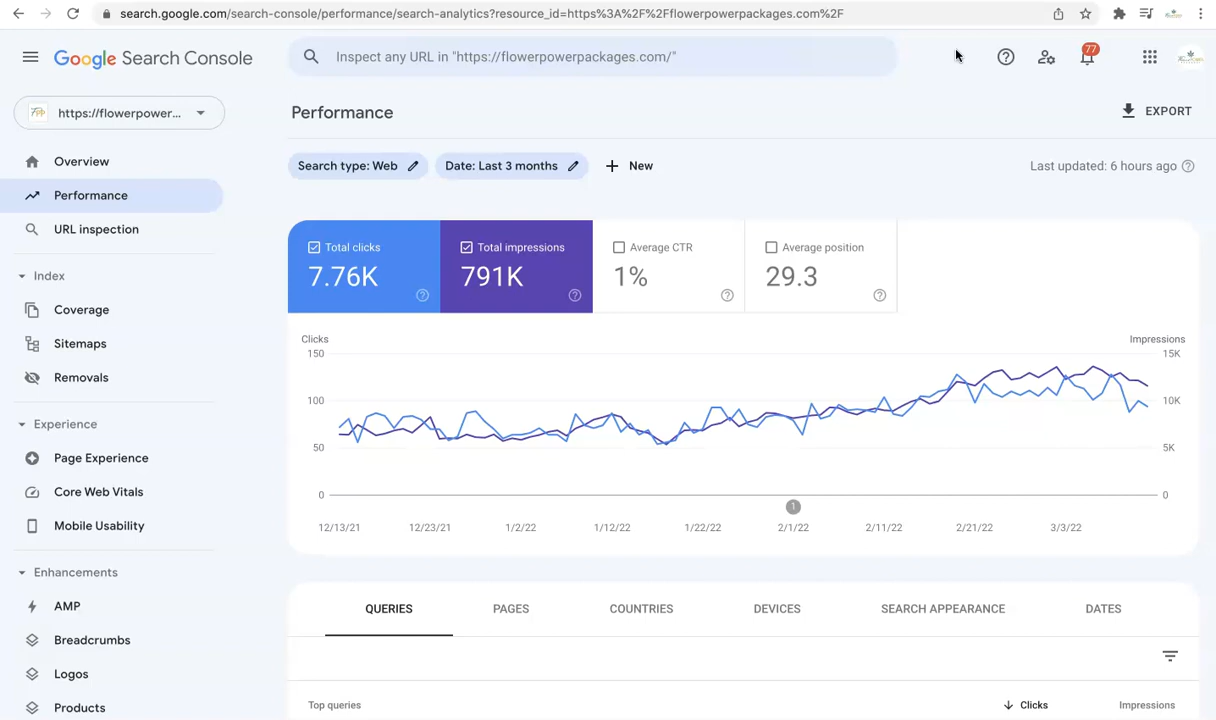 search.google.com/search-console/performance/search-analytics?resource_id=https%3A%2F%2Fflowerpowerpackages.com%2F
Google Search Console
Inspect any URL in "https://flowerpowerpackages.com/"
77
https://flowerpower...
Performance
EXPORT
Search type: Web
Date: Last 3 months
New
Last updated: 6 hours ago
Overview
Performance
URL inspection
Index
Coverage
Sitemaps
Removals
Experience
Page Experience
Core Web Vitals
Mobile Usability
Enhancements
AMP
Breadcrumbs
Logos
Products
Total clicks
7.76K
Total impressions
791K
Average CTR
1%
Average position
29.3
Clicks
Impressions
150
15K
100
10K
50
5K
0
0
1
12/13/21
12/23/21
1/2/22
1/12/22
1/22/22
2/1/22
2/11/22
2/21/22
3/3/22
QUERIES
PAGES
COUNTRIES
DEVICES
SEARCH APPEARANCE
DATES
Top queries
Clicks
Impressions